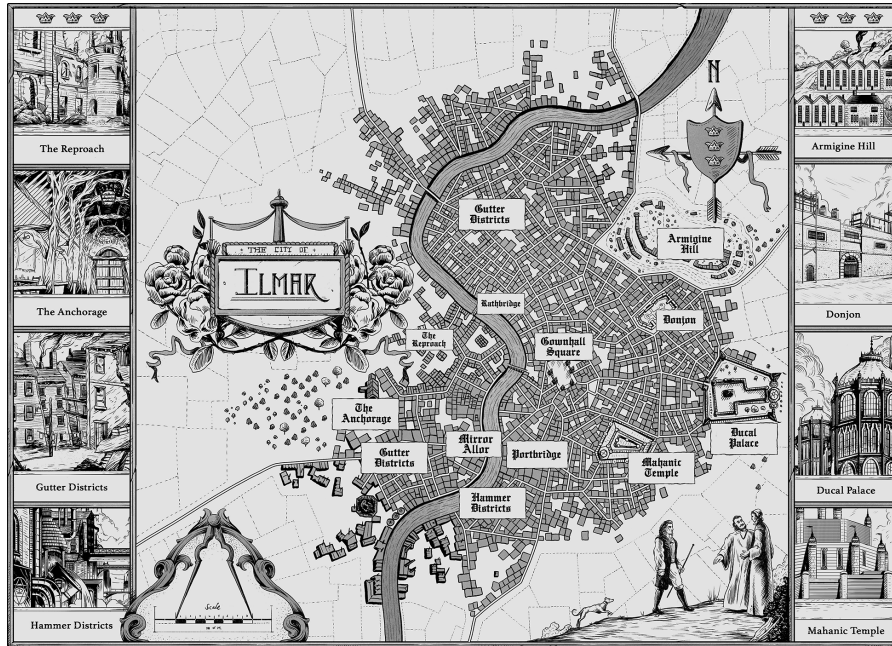 The Reproach
The Anchorage
Gutter Districts
Hammer Districts
THE CITY OF
ILMAR
N
Gutter
Districts
Armigine
Hill
Rathbridge
Donjon
The
Reproach
Gownhall
Square
The
Anchorage
Ducal
Palace
Mirror
Allor
Gutter
Districts
Portbridge
Mahanic
Temple
Hammer
Districts
Scale
Armigine Hill
Donjon
Ducal Palace
Mahanic Temple